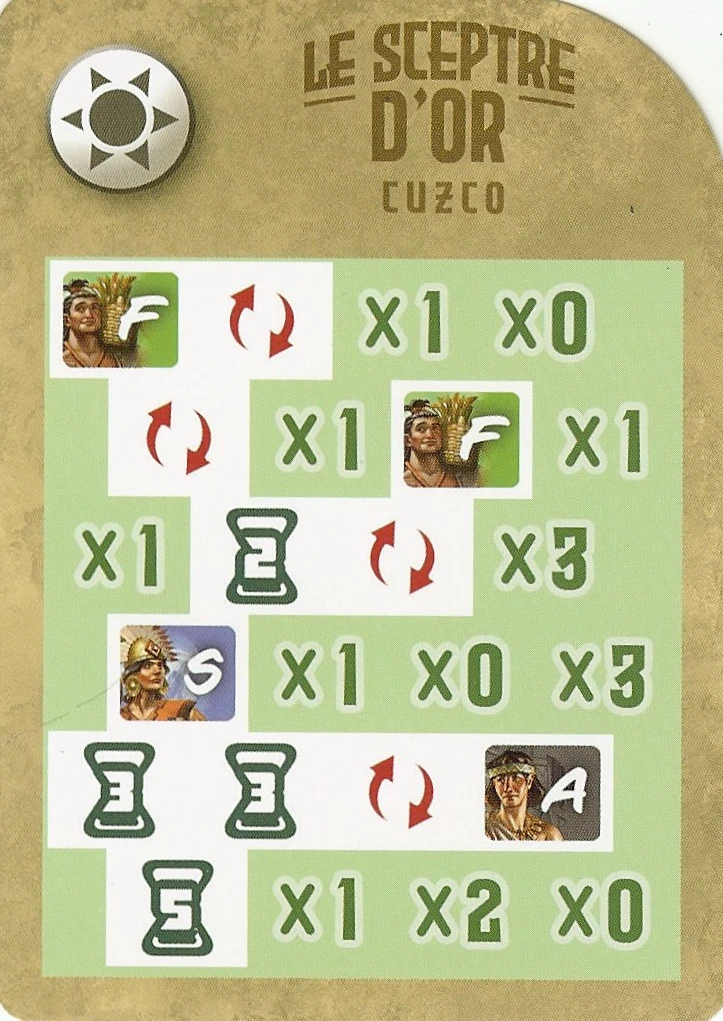 LE SCEPTRE
D'OR
CUZCO
F X1 X0
X1 F X1
X1 2 X3
S X1 X0 X3
3 3 A
5 X1 X2 X0